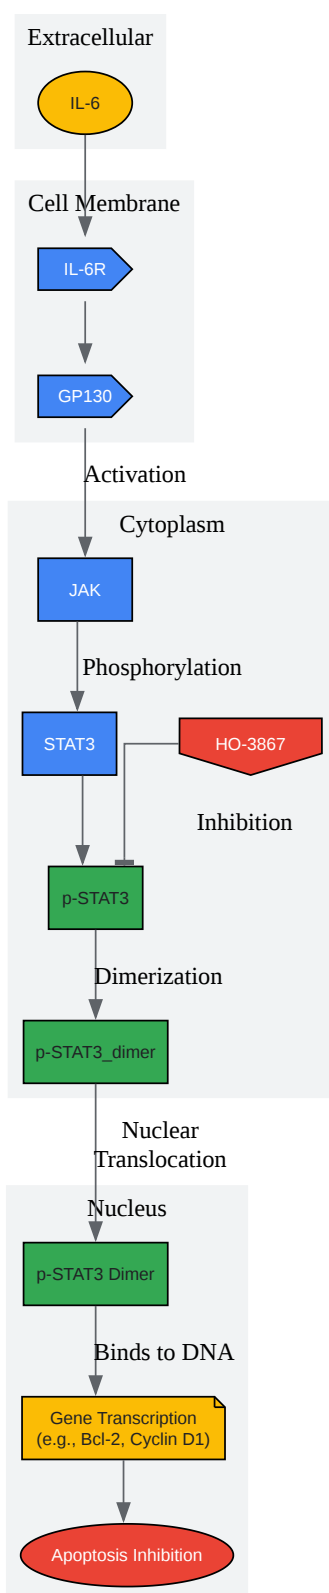 Extracellular
IL-6
Cell Membrane
IL-6R
GP130
Activation
Cytoplasm
JAK
Phosphorylation
STAT3
HO-3867
Inhibition
p-STAT3
Dimerization
p-STAT3_dimer
Nuclear
Translocation
Nucleus
p-STAT3 Dimer
Binds to DNA
Gene Transcription
(e.g., Bcl-2, Cyclin D1)
Apoptosis Inhibition